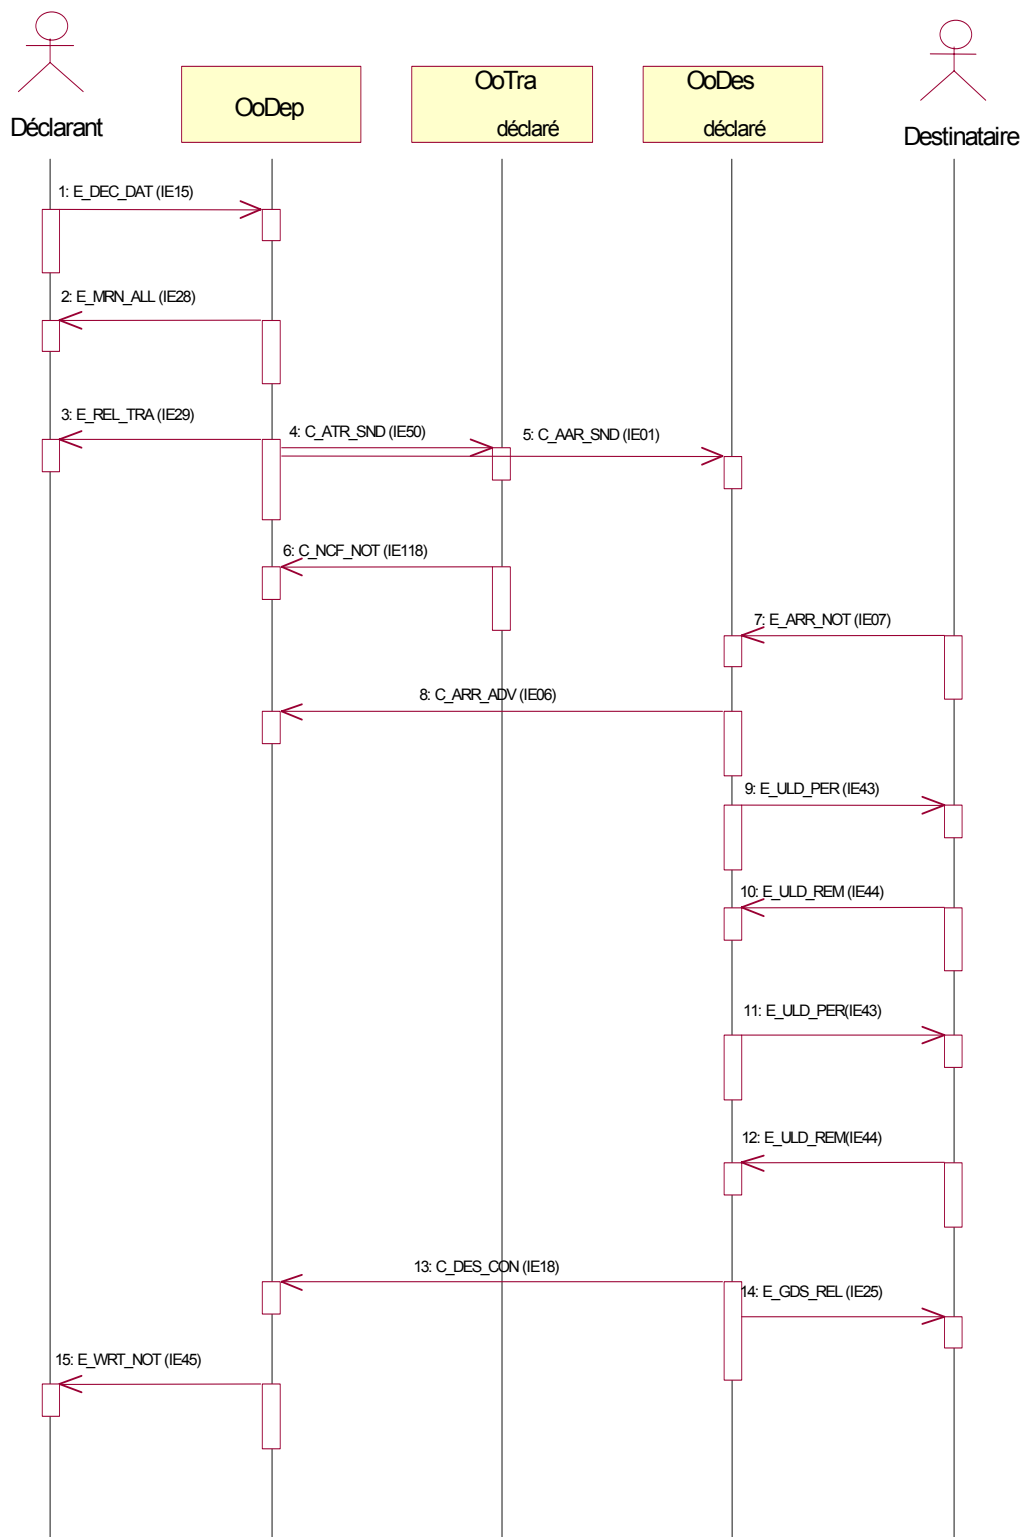 Déclarant
OoDep
OoTra
déclaré
OoDes
déclaré
Destinataire
1: E_DEC_DAT (IE15)
2: E_MRN_ALL (IE28)
3: E_REL_TRA (IE29)
4: C_ATR_SND (IE50)
5: C_AAR_SND (IE01)
6: C_NCF_NOT (IE118)
7: E_ARR_NOT (IE07)
8: C_ARR_ADV (IE06)
9: E_ULD_PER (IE43)
10: E_ULD_REM (IE44)
11: E_ULD_PER(IE43)
12: E_ULD_REM(IE44)
13: C_DES_CON (IE18)
14: E_GDS_REL (IE25)
15: E_WRT_NOT (IE45)